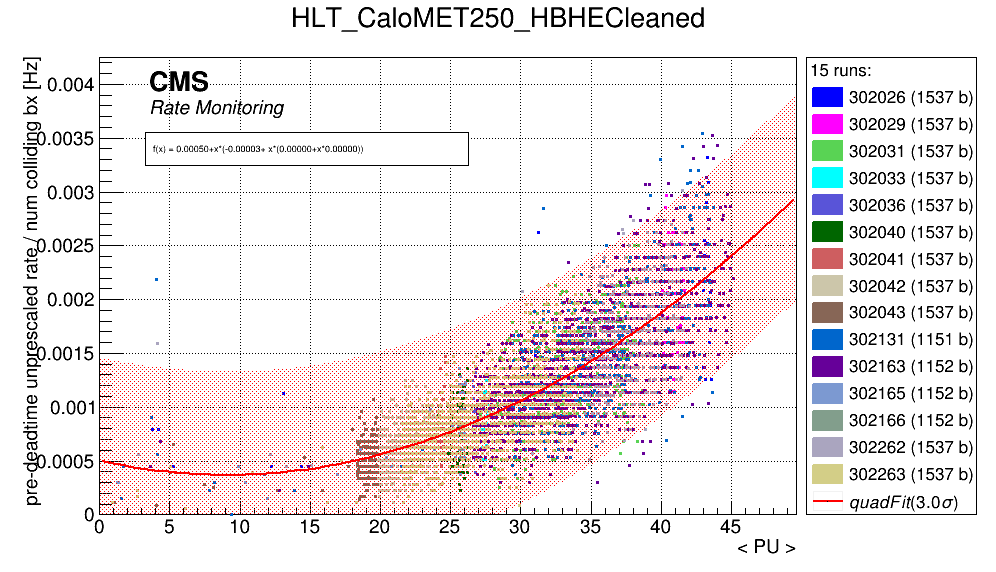 HLT_CaloMET250_HBHECleaned
pre-deadtime unprescaled rate / num colliding bx [Hz]
0.004
0.0035
0.003
0.0025
0.002
0.0015
0.001
0.0005
0
CMS
Rate Monitoring
f(x) = 0.00050+x*(-0.00003+ x*(0.00000+x*0.00000))
0 5 10 15 20 25 30 35 40 45
< PU >
15 runs:
302026 (1537 b)
302029 (1537 b)
302031 (1537 b)
302033 (1537 b)
302036 (1537 b)
302040 (1537 b)
302041 (1537 b)
302042 (1537 b)
302043 (1537 b)
302131 (1151 b)
302163 (1152 b)
302165 (1152 b)
302166 (1152 b)
302262 (1537 b)
302263 (1537 b)
quadFit(3.0σ)